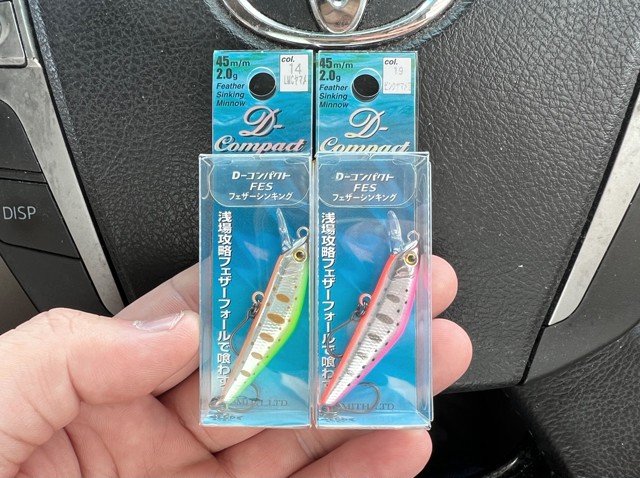 45m/m
2.0g
Feather
Sinking
Minnow
col.
14
D-
Compact
D-コンパクト
FES
フェザーシンキング
浅場攻略フェザーフォールで喰わす
45m/m
2.0g
Feather
Sinking
Minnow
col.
19
D-
Compact
D-コンパクト
FES
フェザーシンキング
浅場攻略フェザーフォールで喰わす
SMITH LTD
DISP